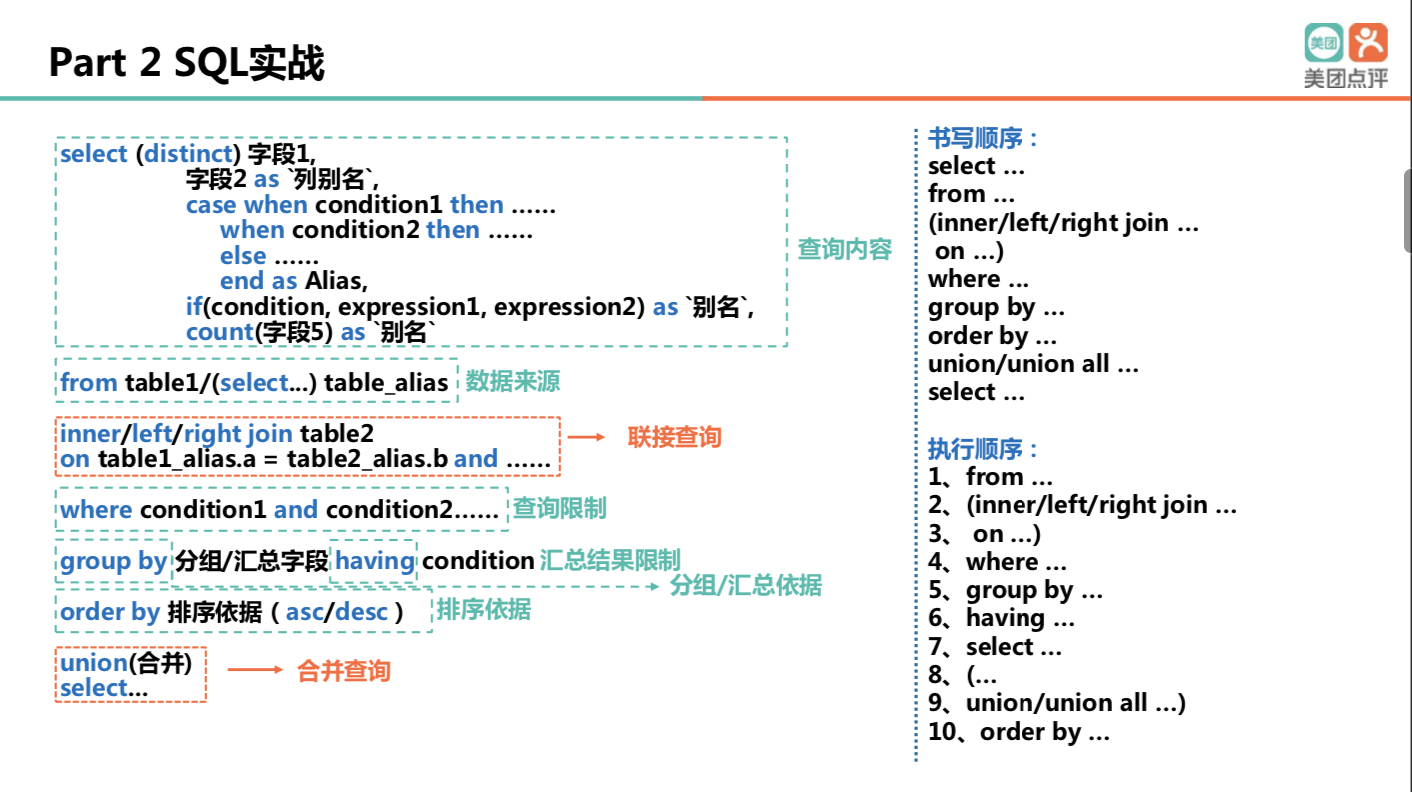 Part 2 SQL实战
美团
美团点评
select (distinct) 字段1,
字段2 as `列别名`,
case when condition1 then ……
when condition2 then ……
else ……
end as Alias,
if(condition, expression1, expression2) as `别名`,
count(字段5) as `别名`
查询内容
from table1/(select...) table_alias
数据来源
inner/left/right join table2
on table1_alias.a = table2_alias.b and ……
联接查询
where condition1 and condition2……
查询限制
group by 分组/汇总字段 having condition 汇总结果限制
分组/汇总依据
order by 排序依据（asc/desc）
排序依据
union(合并)
select...
合并查询
书写顺序：
select …
from …
(inner/left/right join …
on …)
where …
group by …
order by …
union/union all …
select …
执行顺序：
1、from …
2、(inner/left/right join …
3、 on …)
4、where …
5、group by …
6、having …
7、select …
8、(…
9、union/union all …)
10、order by …